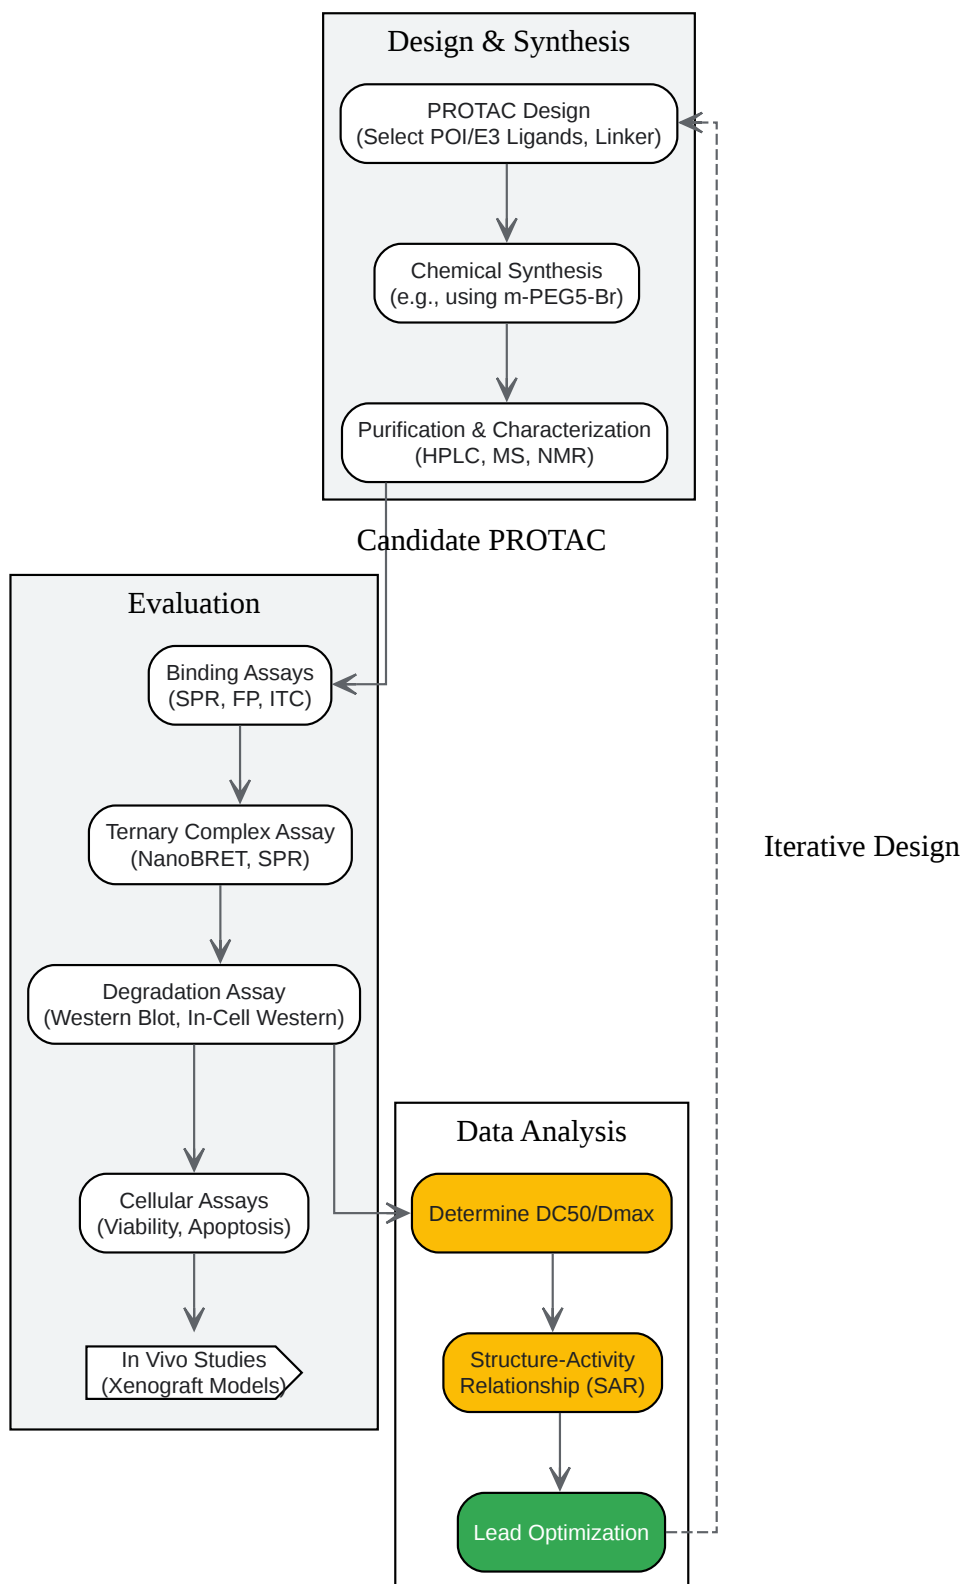 Design & Synthesis
PROTAC Design
(Select POI/E3 Ligands, Linker)
Chemical Synthesis
(e.g., using m-PEG5-Br)
Purification & Characterization
(HPLC, MS, NMR)
Candidate PROTAC
Evaluation
Binding Assays
(SPR, FP, ITC)
Ternary Complex Assay
(NanoBRET, SPR)
Iterative Design
Degradation Assay
(Western Blot, In-Cell Western)
Data Analysis
Cellular Assays
(Viability, Apoptosis)
Determine DC50/Dmax
In Vivo Studies
(Xenograft Models)
Structure-Activity
Relationship (SAR)
Lead Optimization